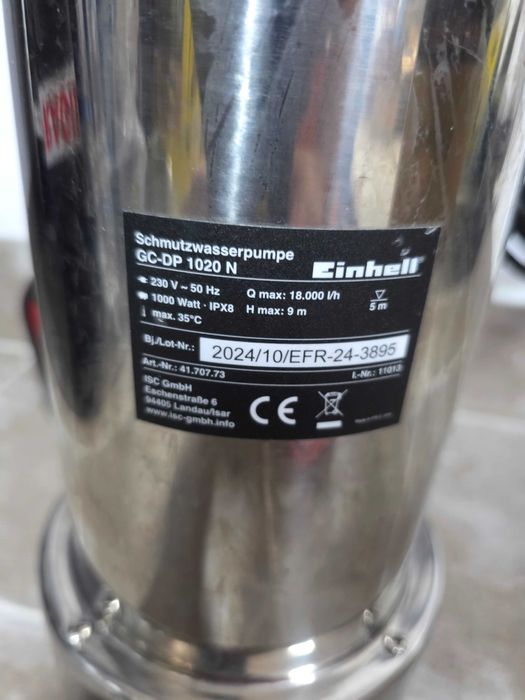 Schmutzwasserpumpe
GC-DP 1020 N
Einhell
230 V ~ 50 Hz
Q max: 18.000 l/h
1000 Watt · IPX8
H max: 9 m
5 m
max. 35°C
Bj./Lot-Nr.: 2024/10/EFR-24-3895
Art.-Nr.: 41.707.73
I.-Nr.: 11013
ISC GmbH
Eschenstraße 6
94405 Landau/Isar
www.isc-gmbh.info
CE